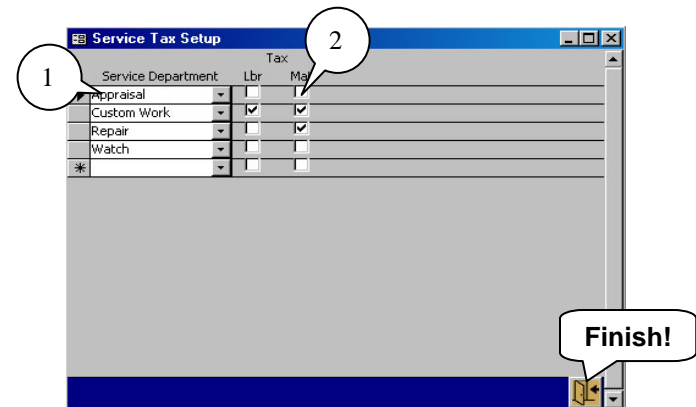 Service Tax Setup
2
Tax
1
Service Department Lbr
Appraisal
Custom Work
Repair
Watch
Finish!